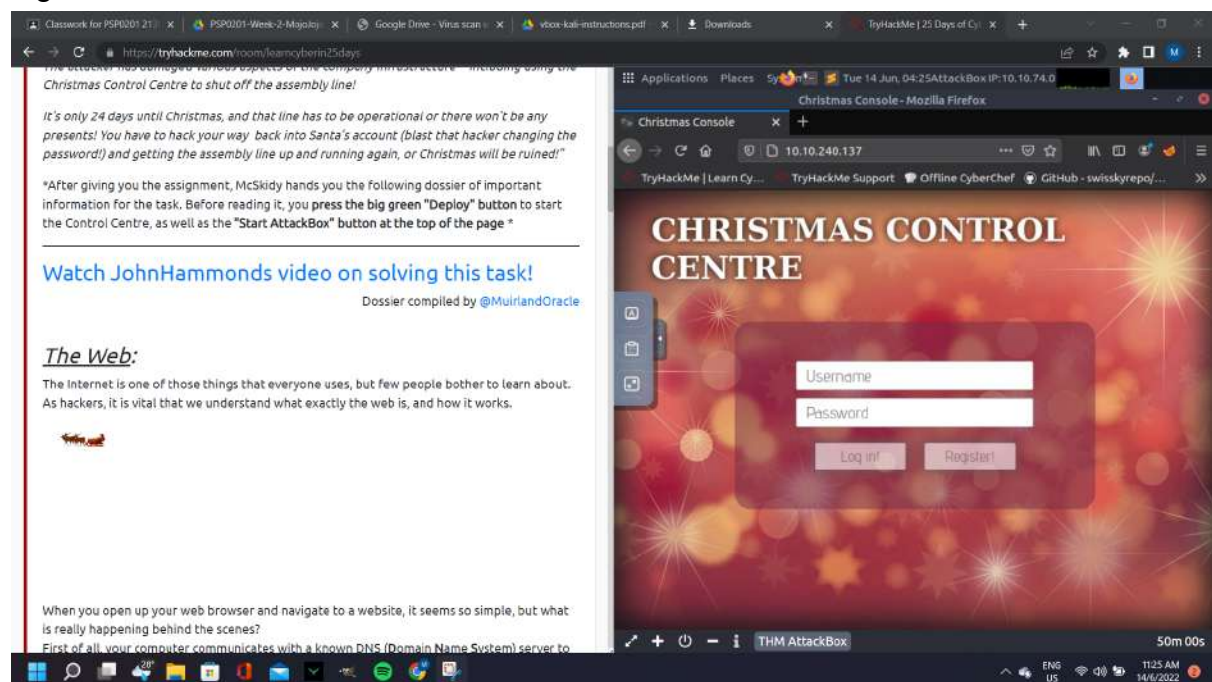 Classwork for PSP0201 21
PSP0201-Week-2-MajoJoj
Google Drive - Virus scan
vbox-kali-instructions.pdf
Downloads
TryHackMe | 25 Days of Cy
https://tryhackme.com/room/learncyberin25days
M
Christmas Control Centre to shut off the assembly line!
It's only 24 days until Christmas, and that line has to be operational or there won't be any
presents! You have to hack your way back into Santa's account (blast that hacker changing the
password!) and getting the assembly line up and running again, or Christmas will be ruined!"
*After giving you the assignment, McSkidy hands you the following dossier of important
information for the task. Before reading it, you press the big green "Deploy" button to start
the Control Centre, as well as the "Start AttackBox" button at the top of the page *
Watch JohnHammonds video on solving this task!
Dossier compiled by @MuirlandOracle
The Web:
The Internet is one of those things that everyone uses, but few people bother to learn about.
As hackers, it is vital that we understand what exactly the web is, and how it works.
When you open up your web browser and navigate to a website, it seems so simple, but what
is really happening behind the scenes?
First of all, your computer communicates with a known DNS (Domain Name System) server to
Applications Places Tue 14 Jun, 04:25 AttackBox IP:10.10.74.0
Christmas Console - Mozilla Firefox
Christmas Console
10.10.240.137
TryHackMe | Learn Cy... TryHackMe Support Offline CyberChef GitHub - swisskyrepo/...
CHRISTMAS CONTROL
CENTRE
Username
Password
Log in!
Register!
THM AttackBox
50m 00s
28°
ENG
US
11:25 AM
14/6/2022